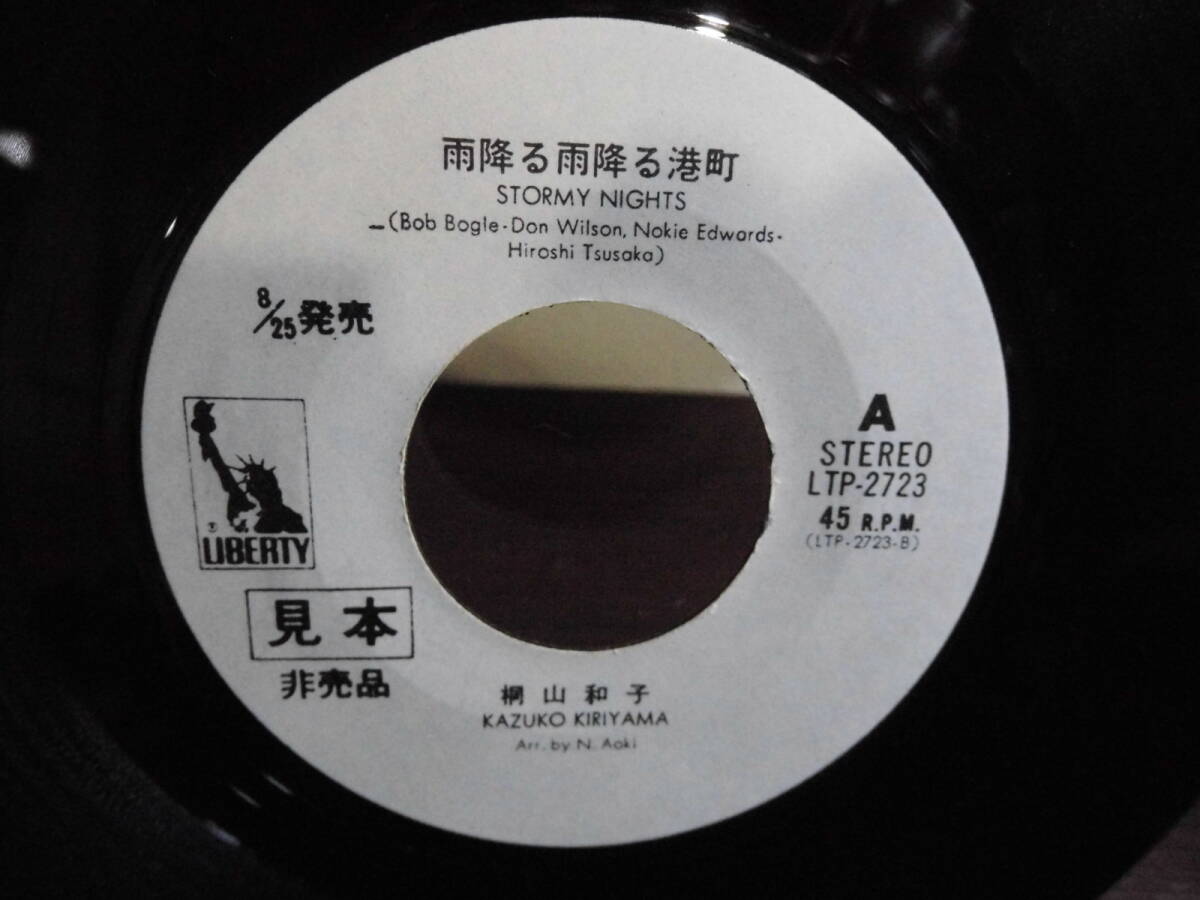 雨降る雨降る港町
STORMY NIGHTS
(Bob Bogle-Don Wilson, Nokie Edwards-
Hiroshi Tsusaka)
8/25発売
A
STEREO
LTP-2723
45 R.P.M.
(LTP-2723-B)
LIBERTY
見本
非売品
桐山和子
KAZUKO KIRIYAMA
Arr. by N. Aoki